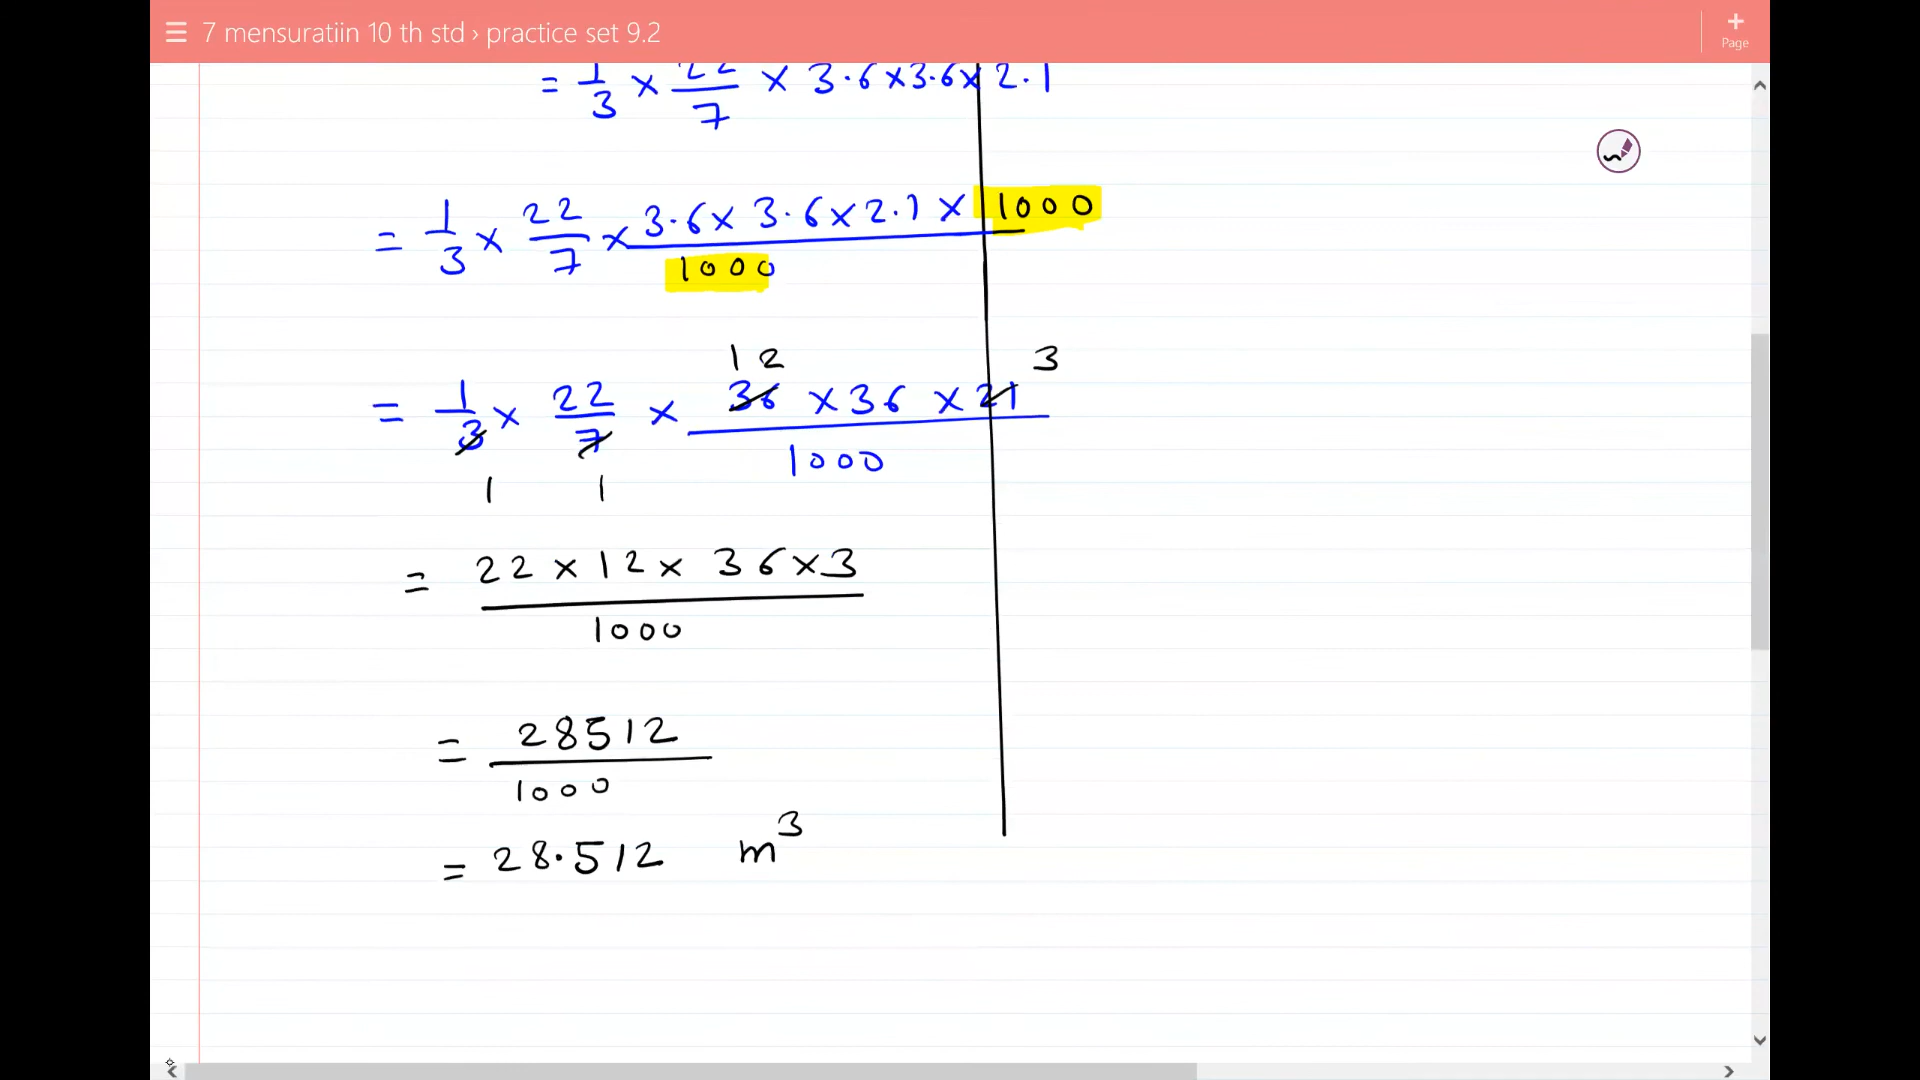 7 mensuratiin 10 th std › practice set 9.2
Page
= 1/3 × 22/7 × 3.6×3.6×2.1
= 1/3 × 22/7 × 3.6× 3.6×2.1 × 1000
1000
12 3
= 1/3 × 22/7 × 36 ×36 ×21
1000
1 1
= 22 ×12× 36×3
1000
= 28512
1000
= 28.512 m³